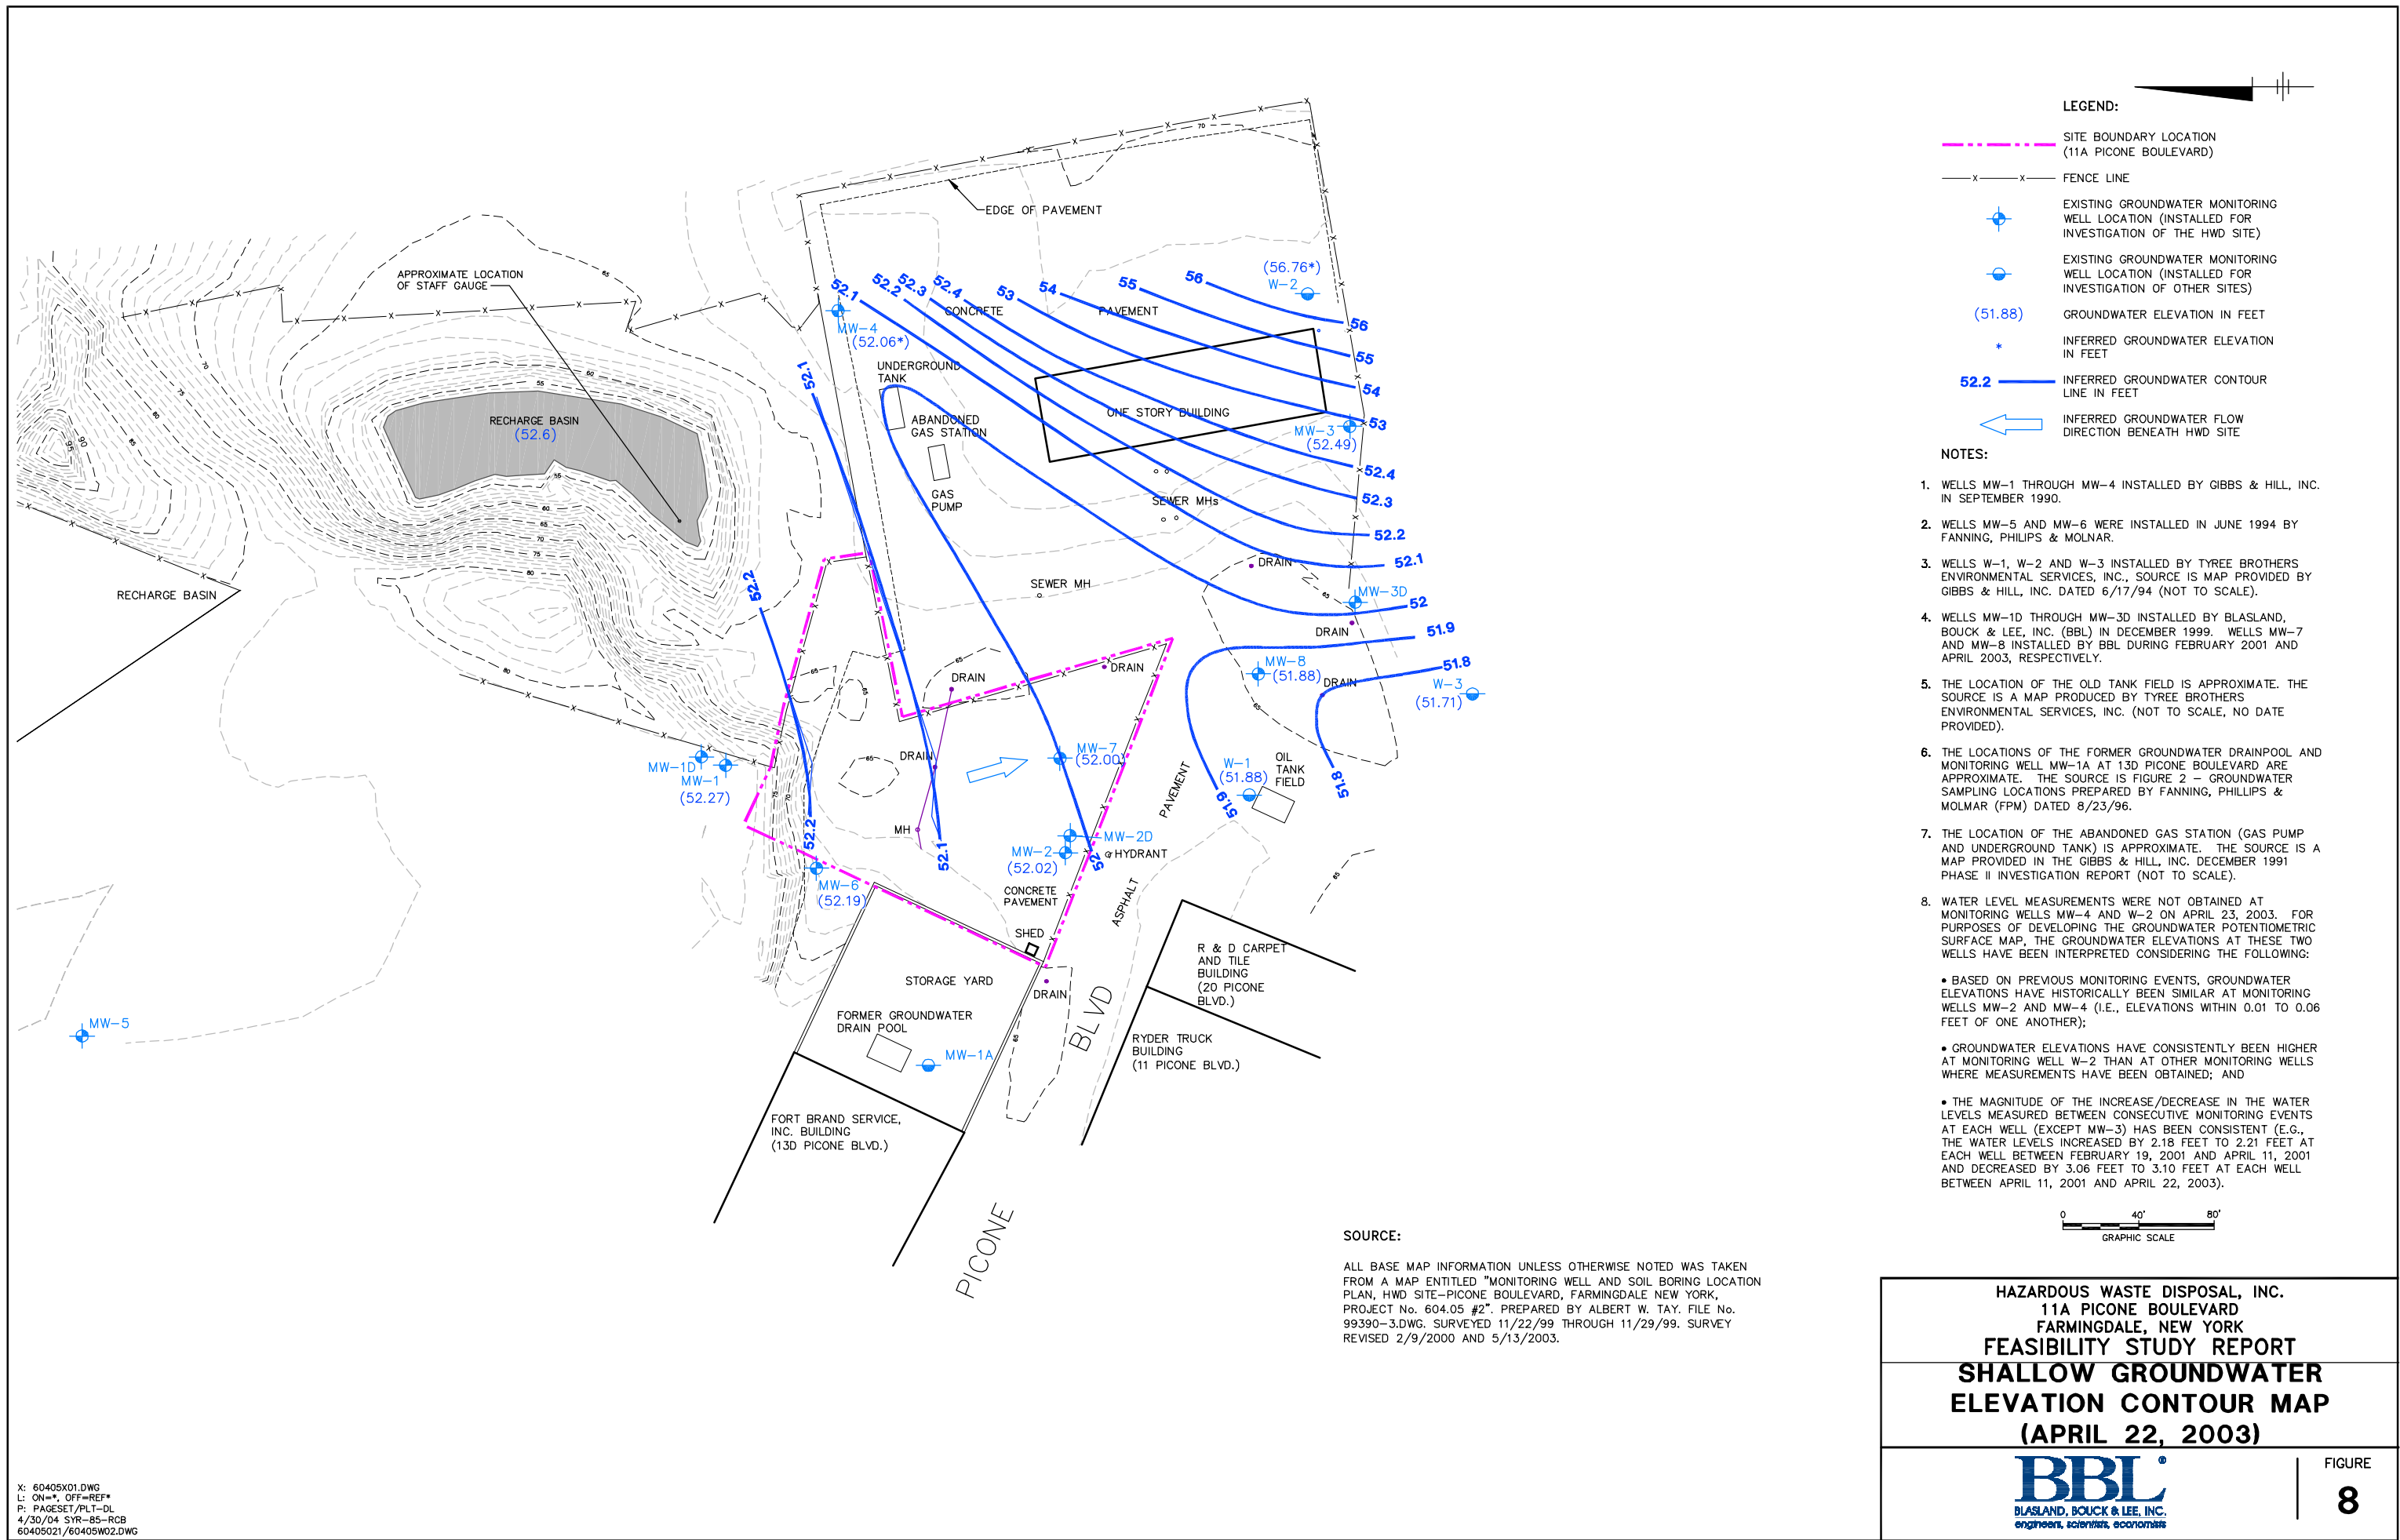 LEGEND:
SITE BOUNDARY LOCATION
(11A PICONE BOULEVARD)
FENCE LINE
EXISTING GROUNDWATER MONITORING
WELL LOCATION (INSTALLED FOR
INVESTIGATION OF THE HWD SITE)
EXISTING GROUNDWATER MONITORING
WELL LOCATION (INSTALLED FOR
INVESTIGATION OF OTHER SITES)
(51.88) GROUNDWATER ELEVATION IN FEET
* INFERRED GROUNDWATER ELEVATION
IN FEET
52.2 INFERRED GROUNDWATER CONTOUR
LINE IN FEET
INFERRED GROUNDWATER FLOW
DIRECTION BENEATH HWD SITE
NOTES:
1. WELLS MW-1 THROUGH MW-4 INSTALLED BY GIBBS & HILL, INC.
IN SEPTEMBER 1990.
2. WELLS MW-5 AND MW-6 WERE INSTALLED IN JUNE 1994 BY
FANNING, PHILIPS & MOLNAR.
3. WELLS W-1, W-2 AND W-3 INSTALLED BY TYREE BROTHERS
ENVIRONMENTAL SERVICES, INC., SOURCE IS MAP PROVIDED BY
GIBBS & HILL, INC. DATED 6/17/94 (NOT TO SCALE).
4. WELLS MW-1D THROUGH MW-3D INSTALLED BY BLASLAND,
BOUCK & LEE, INC. (BBL) IN DECEMBER 1999. WELLS MW-7
AND MW-8 INSTALLED BY BBL DURING FEBRUARY 2001 AND
APRIL 2003, RESPECTIVELY.
5. THE LOCATION OF THE OLD TANK FIELD IS APPROXIMATE. THE
SOURCE IS A MAP PRODUCED BY TYREE BROTHERS
ENVIRONMENTAL SERVICES, INC. (NOT TO SCALE, NO DATE
PROVIDED).
6. THE LOCATIONS OF THE FORMER GROUNDWATER DRAINPOOL AND
MONITORING WELL MW-1A AT 13D PICONE BOULEVARD ARE
APPROXIMATE. THE SOURCE IS FIGURE 2 - GROUNDWATER
SAMPLING LOCATIONS PREPARED BY FANNING, PHILLIPS &
MOLMAR (FPM) DATED 8/23/96.
7. THE LOCATION OF THE ABANDONED GAS STATION (GAS PUMP
AND UNDERGROUND TANK) IS APPROXIMATE. THE SOURCE IS A
MAP PROVIDED IN THE GIBBS & HILL, INC. DECEMBER 1991
PHASE II INVESTIGATION REPORT (NOT TO SCALE).
8. WATER LEVEL MEASUREMENTS WERE NOT OBTAINED AT
MONITORING WELLS MW-4 AND W-2 ON APRIL 23, 2003. FOR
PURPOSES OF DEVELOPING THE GROUNDWATER POTENTIOMETRIC
SURFACE MAP, THE GROUNDWATER ELEVATIONS AT THESE TWO
WELLS HAVE BEEN INTERPRETED CONSIDERING THE FOLLOWING:
• BASED ON PREVIOUS MONITORING EVENTS, GROUNDWATER
ELEVATIONS HAVE HISTORICALLY BEEN SIMILAR AT MONITORING
WELLS MW-2 AND MW-4 (I.E., ELEVATIONS WITHIN 0.01 TO 0.06
FEET OF ONE ANOTHER);
• GROUNDWATER ELEVATIONS HAVE CONSISTENTLY BEEN HIGHER
AT MONITORING WELL W-2 THAN AT OTHER MONITORING WELLS
WHERE MEASUREMENTS HAVE BEEN OBTAINED; AND
• THE MAGNITUDE OF THE INCREASE/DECREASE IN THE WATER
LEVELS MEASURED BETWEEN CONSECUTIVE MONITORING EVENTS
AT EACH WELL (EXCEPT MW-3) HAS BEEN CONSISTENT (E.G.,
THE WATER LEVELS INCREASED BY 2.18 FEET TO 2.21 FEET AT
EACH WELL BETWEEN FEBRUARY 19, 2001 AND APRIL 11, 2001
AND DECREASED BY 3.06 FEET TO 3.10 FEET AT EACH WELL
BETWEEN APRIL 11, 2001 AND APRIL 22, 2003).
0 40' 80'
GRAPHIC SCALE
EDGE OF PAVEMENT
APPROXIMATE LOCATION
OF STAFF GAUGE
RECHARGE BASIN
(52.6)
RECHARGE BASIN
52.1
52.2
52.3
52.4
53
54
55
56
(56.76*)
W-2
CONCRETE
PAVEMENT
MW-4
(52.06*)
UNDERGROUND
TANK
ABANDONED
GAS STATION
GAS
PUMP
ONE STORY BUILDING
56
55
54
53
MW-3
(52.49)
52.4
52.3
52.2
52.1
52
51.9
51.8
SEWER MHs
SEWER MH
DRAIN
MW-3D
DRAIN
MW-8
(51.88)
DRAIN
W-3
(51.71)
52.1
52.2
DRAIN
DRAIN
DRAIN
MW-7
(52.00)
W-1
(51.88)
OIL
TANK
FIELD
51.9
51.8
MW-1D
MW-1
(52.27)
52.2
MH
52.1
MW-2D
MW-2
(52.02)
52
HYDRANT
MW-6
(52.19)
CONCRETE
PAVEMENT
ASPHALT
PAVEMENT
SHED
DRAIN
STORAGE YARD
FORMER GROUNDWATER
DRAIN POOL
MW-1A
MW-5
R & D CARPET
AND TILE
BUILDING
(20 PICONE
BLVD.)
RYDER TRUCK
BUILDING
(11 PICONE BLVD.)
FORT BRAND SERVICE,
INC. BUILDING
(13D PICONE BLVD.)
PICONE
BLVD
SOURCE:
ALL BASE MAP INFORMATION UNLESS OTHERWISE NOTED WAS TAKEN
FROM A MAP ENTITLED "MONITORING WELL AND SOIL BORING LOCATION
PLAN, HWD SITE-PICONE BOULEVARD, FARMINGDALE NEW YORK,
PROJECT No. 604.05 #2". PREPARED BY ALBERT W. TAY. FILE No.
99390-3.DWG. SURVEYED 11/22/99 THROUGH 11/29/99. SURVEY
REVISED 2/9/2000 AND 5/13/2003.
HAZARDOUS WASTE DISPOSAL, INC.
11A PICONE BOULEVARD
FARMINGDALE, NEW YORK
FEASIBILITY STUDY REPORT
SHALLOW GROUNDWATER
ELEVATION CONTOUR MAP
(APRIL 22, 2003)
BBL®
BLASLAND, BOUCK & LEE, INC.
engineers, scientists, economists
FIGURE
8
X: 60405X01.DWG
L: ON=*, OFF=REF*
P: PAGESET/PLT-DL
4/30/04 SYR-85-RCB
60405021/60405W02.DWG